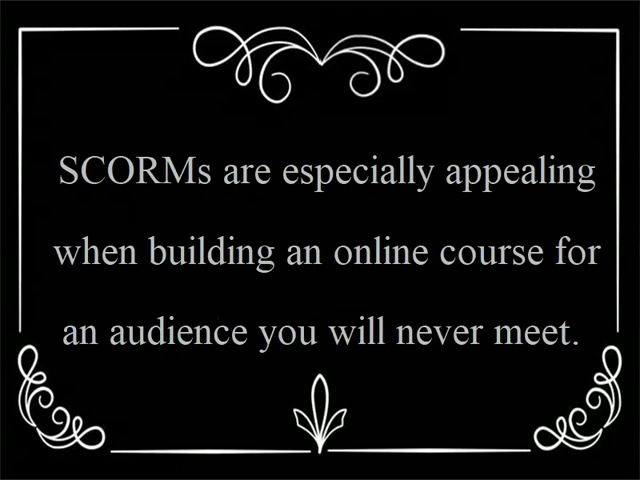 SCORMs are especially appealing
when building an online course for
an audience you will never meet.